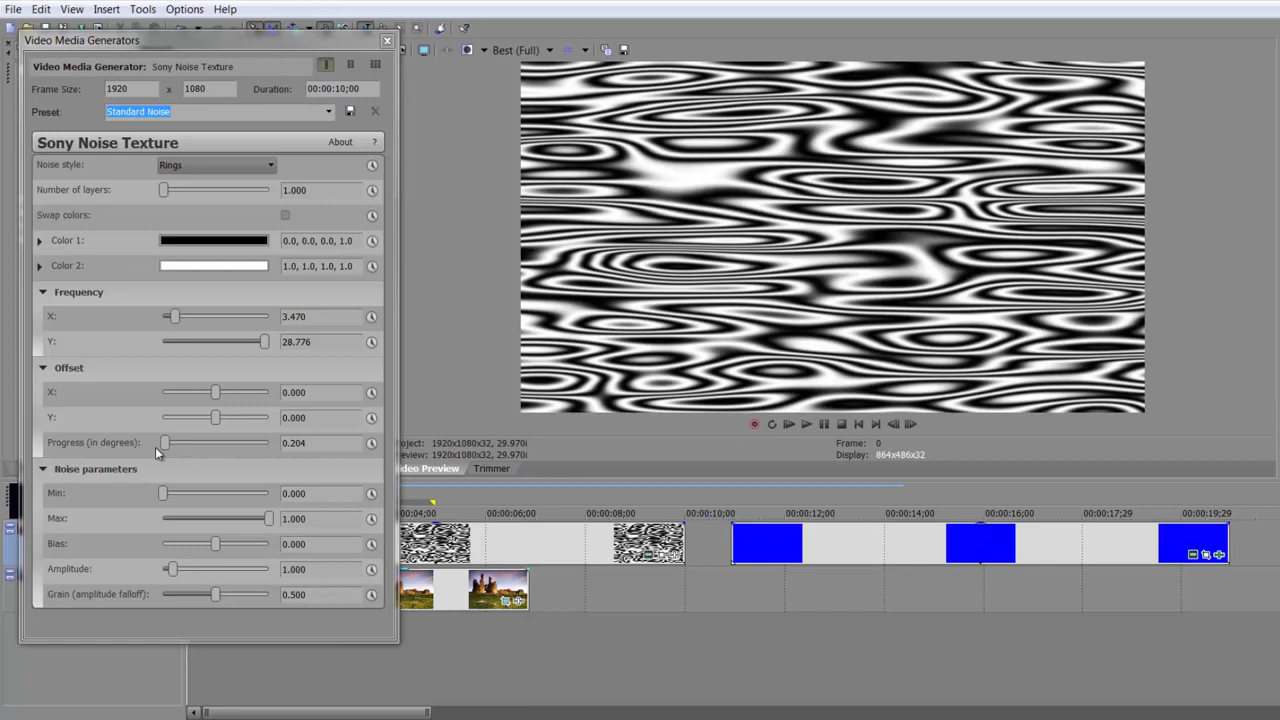 File Edit View Insert Tools Options Help
Video Media Generators
Video Media Generator: Sony Noise Texture
Frame Size: 1920 x 1080 Duration: 00:00:10;00
Preset: Standard Noise
Sony Noise Texture About ?
Noise style: Rings
Number of layers: 1.000
Swap colors:
Color 1: 0.0, 0.0, 0.0, 1.0
Color 2: 1.0, 1.0, 1.0, 1.0
Frequency
X: 3.470
Y: 28.776
Offset
X: 0.000
Y: 0.000
Progress (in degrees): 0.204
Noise parameters
Min: 0.000
Max: 1.000
Bias: 0.000
Amplitude: 1.000
Grain (amplitude falloff): 0.500
Best (Full)
1920x1080x32, 29.970i
1920x1080x32, 29.970i
Frame: 0
Display: 864x486x32
Preview Trimmer
00:00:06;00 00:00:08;00 00:00:10;00 00:00:12;00 00:00:14;00 00:00:16;00 00:00:17;29 00:00:19;29